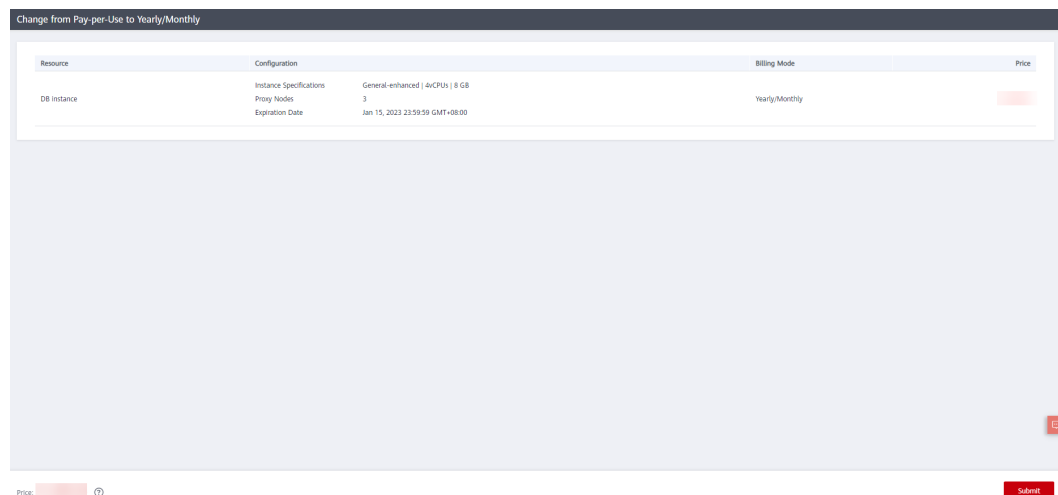 Change from Pay-per-Use to Yearly/Monthly
Resource Configuration Billing Mode Price
Instance Specifications General-enhanced | 4vCPUs | 8 GB
DB instance Proxy Nodes 3 Yearly/Monthly
Expiration Date Jan 15, 2023 23:59:59 GMT+08:00
Price: ?
Submit